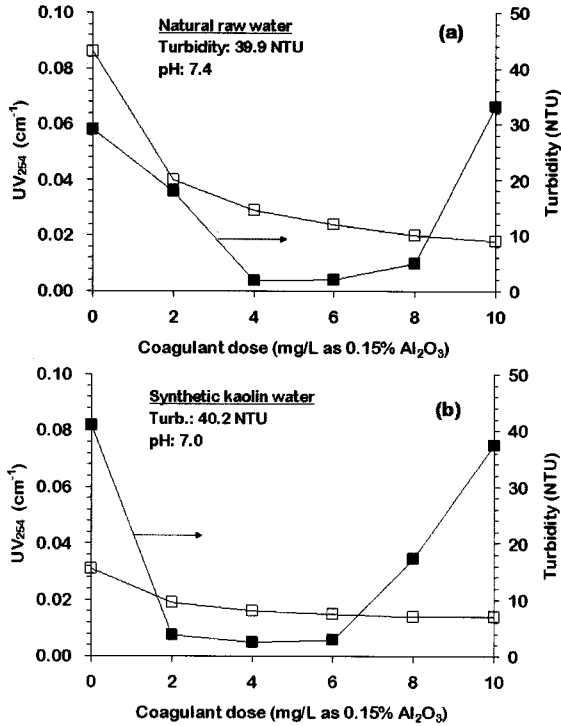 Natural raw water
Turbidity: 39.9 NTU
pH: 7.4
(a)
UV254 (cm-1)
0.10
0.08
0.06
0.04
0.02
0.00
50
40
30
20
10
0
Turbidity (NTU)
0 2 4 6 8 10
Coagulant dose (mg/L as 0.15% Al2O3)
Synthetic kaolin water
Turb.: 40.2 NTU
pH: 7.0
(b)
UV254 (cm-1)
0.10
0.08
0.06
0.04
0.02
0.00
50
40
30
20
10
0
Turbidity (NTU)
0 2 4 6 8 10
Coagulant dose (mg/L as 0.15% Al2O3)